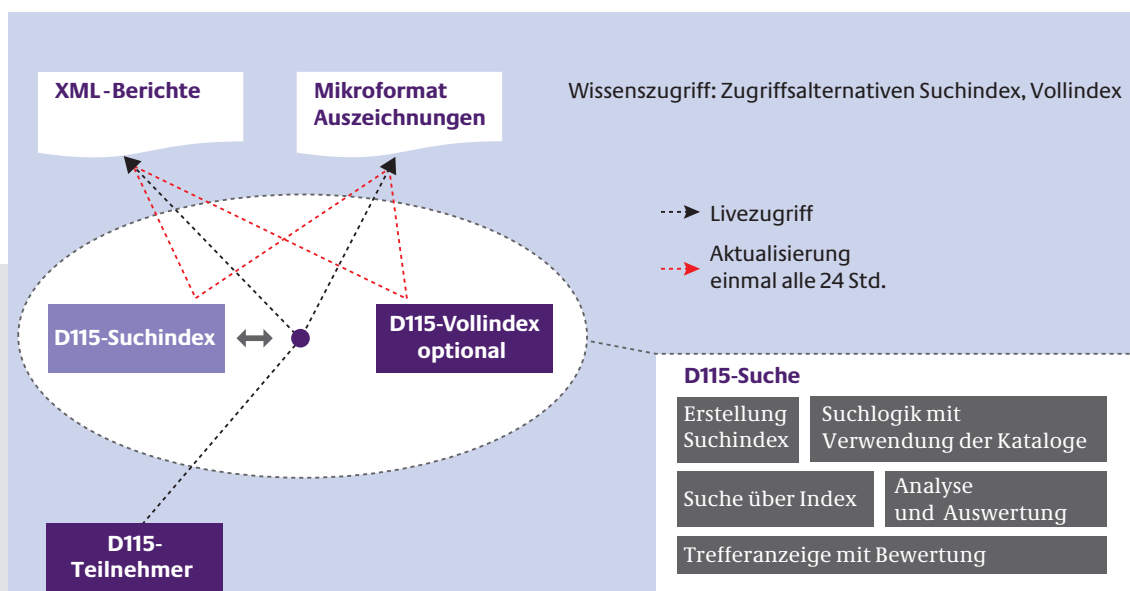 XML-Berichte
Mikroformat
Auszeichnungen
Wissenszugriff: Zugriffsalternativen Suchindex, Vollindex
Livezugriff
Aktualisierung
einmal alle 24 Std.
D115-Suchindex
D115-Vollindex
optional
D115-
Teilnehmer
D115-Suche
Erstellung
Suchindex
Suchlogik mit
Verwendung der Kataloge
Suche über Index
Analyse
und Auswertung
Trefferanzeige mit Bewertung